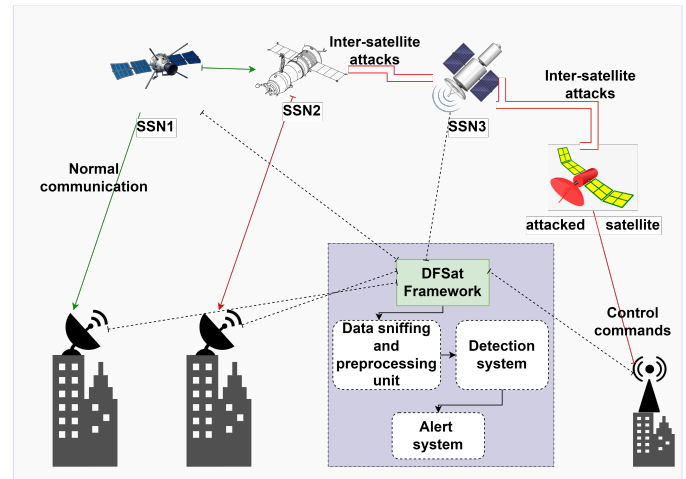 Inter-satellite
attacks
Inter-satellite
attacks
SSN1
SSN2
SSN3
Normal
communication
attacked satellite
DFSat
Framework
Control
commands
Data sniffing
and
preprocessing
unit
Detection
system
Alert
system